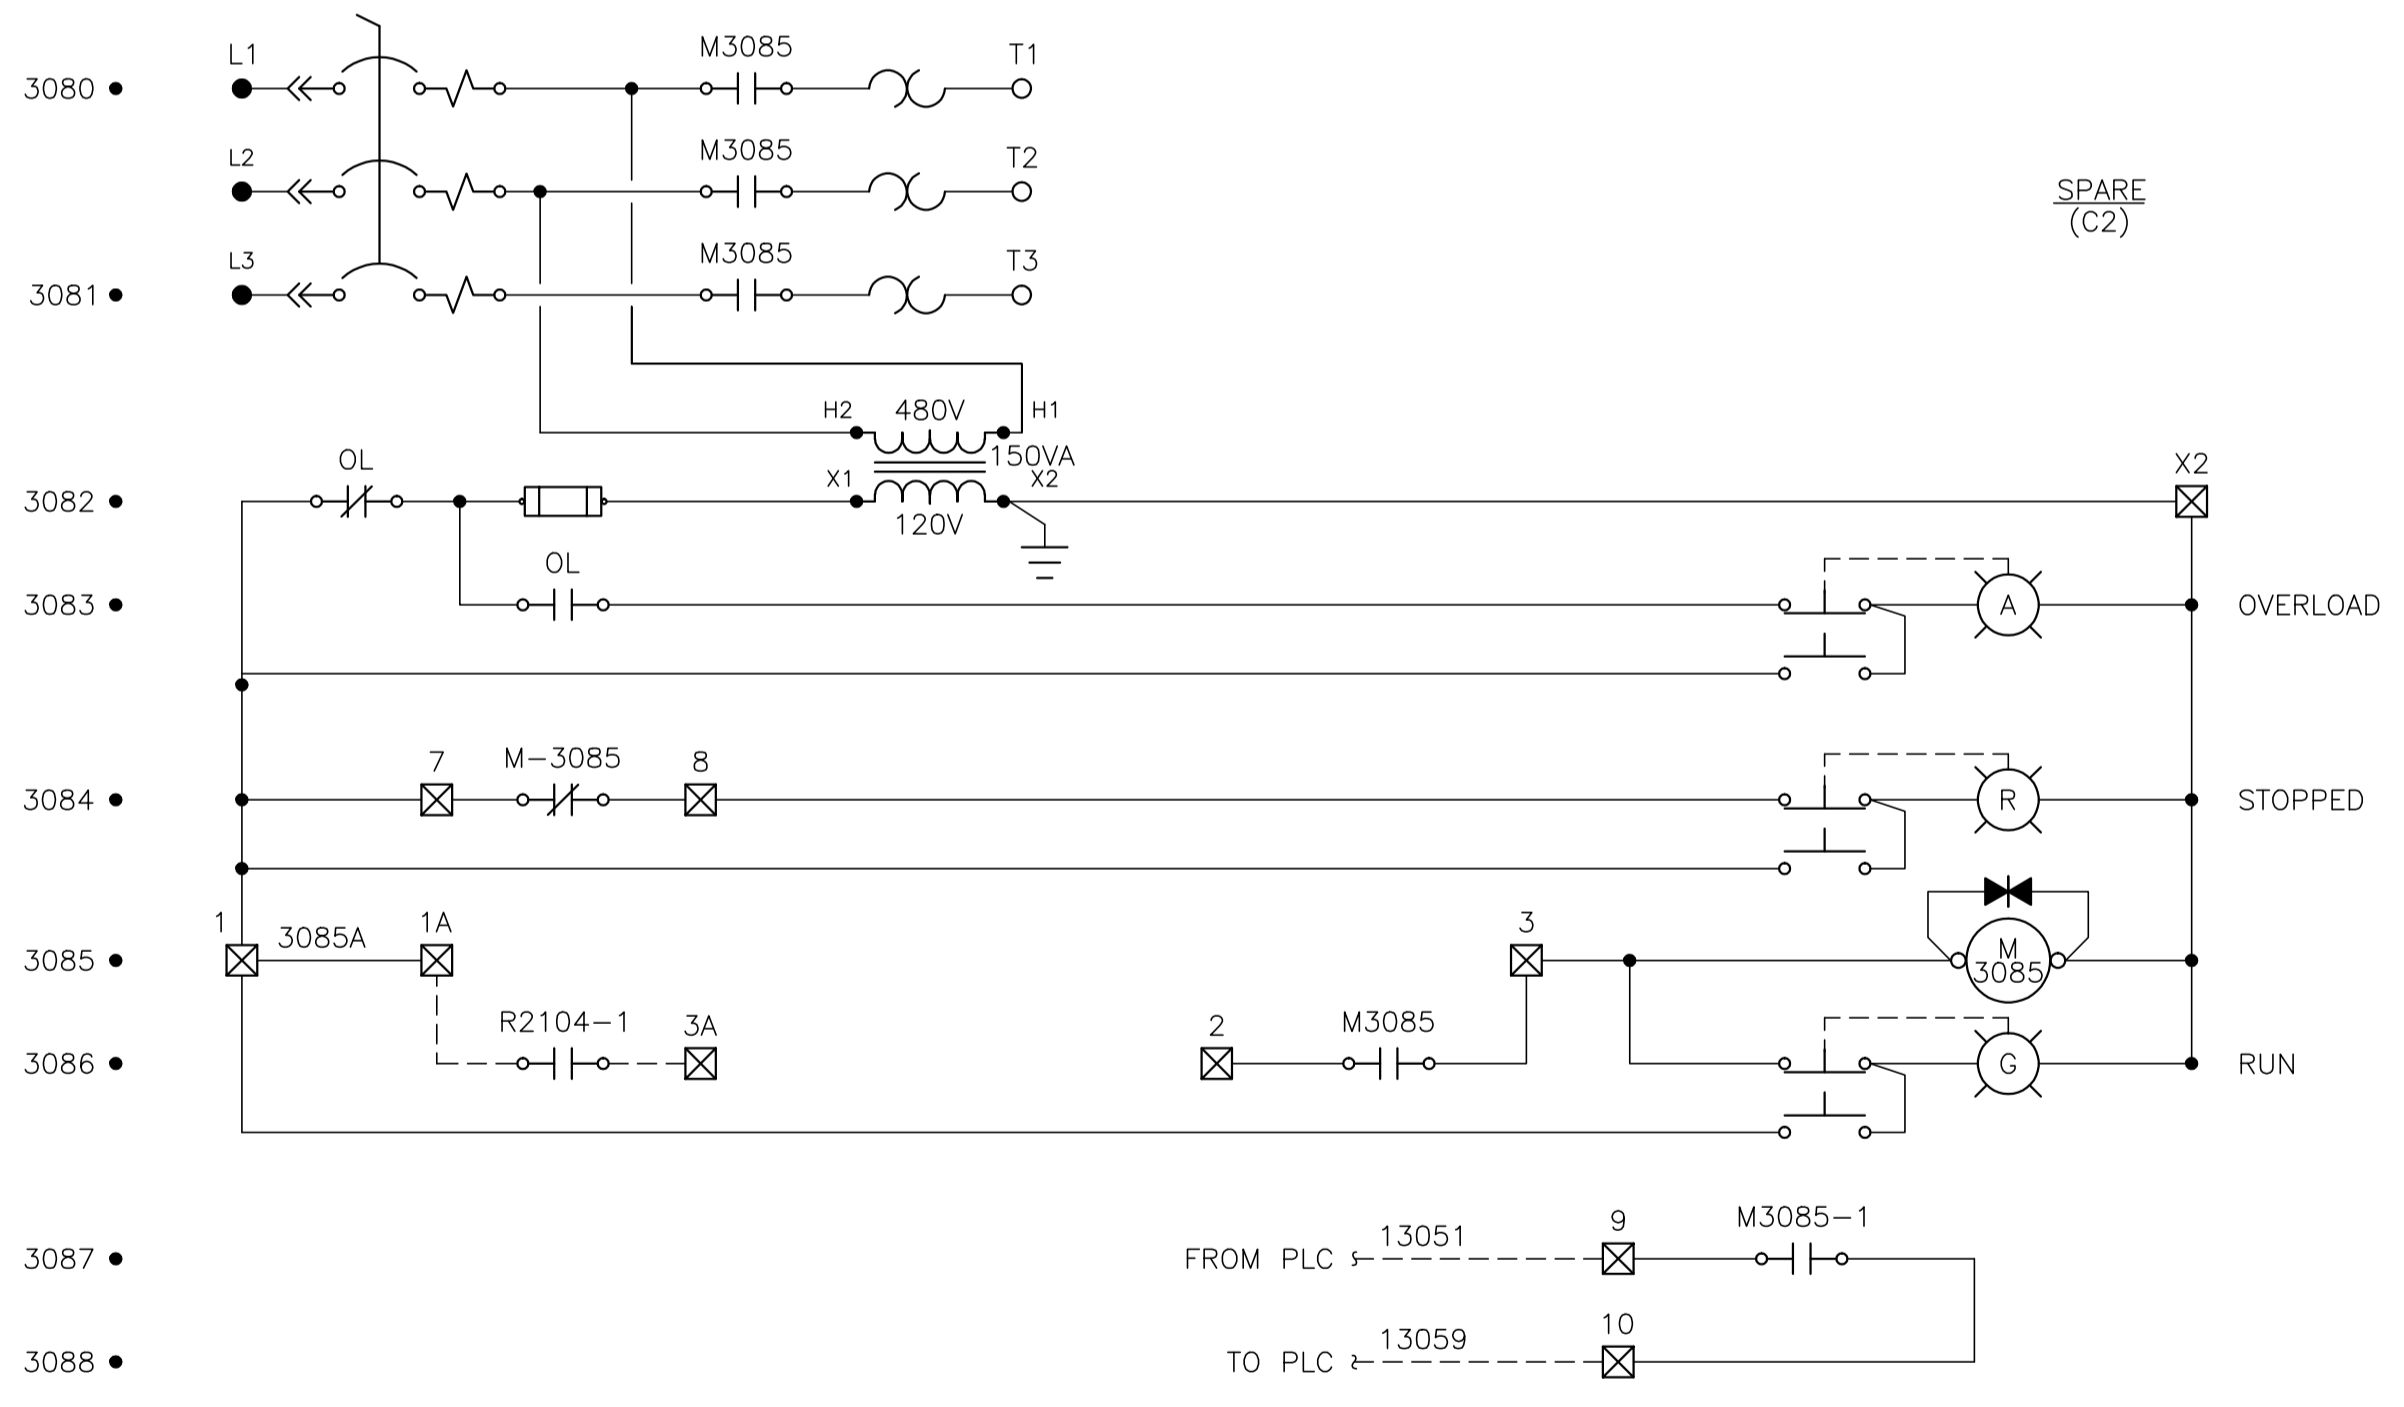 L1
M3085
T1
3080
L2
M3085
T2
SPARE
(C2)
L3
M3085
T3
3081
H2
480V
H1
150VA
OL
X1
X2
X2
3082
120V
OL
3083
A
OVERLOAD
7
M-3085
8
3084
R
STOPPED
1
3085A
1A
3
3085
M
3085
R2104-1
3A
2
M3085
3086
G
RUN
13051
9
M3085-1
3087
FROM PLC
13059
10
3088
TO PLC